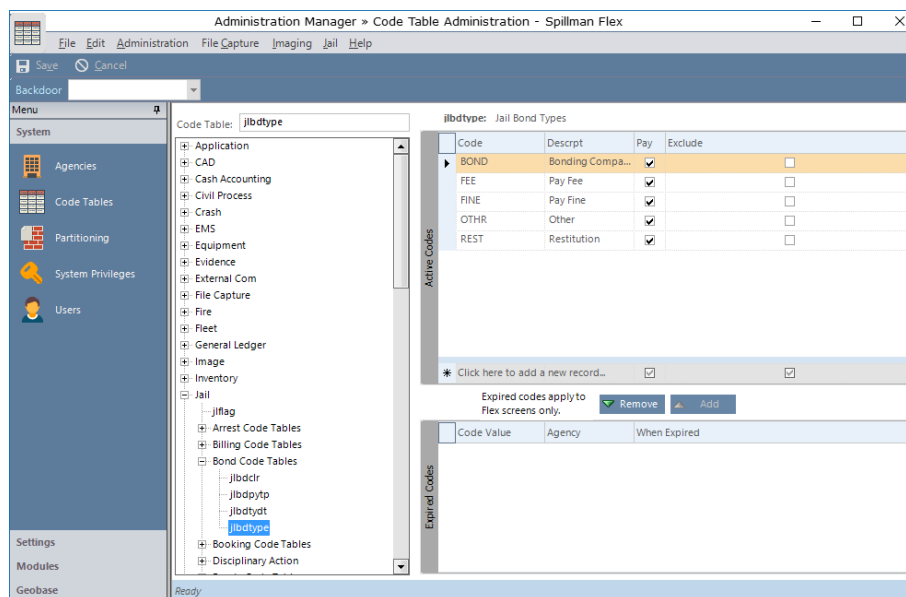 Administration Manager » Code Table Administration - Spillman Flex
File Edit Administration File Capture Imaging Jail Help
Save Cancel
Backdoor
Menu
System
Agencies
Code Tables
Partitioning
System Privileges
Users
Settings
Modules
Geobase
Code Table: jlbdtype
Application
CAD
Cash Accounting
Civil Process
Crash
EMS
Equipment
Evidence
External Com
File Capture
Fire
Fleet
General Ledger
Image
Inventory
Jail
jlflag
Arrest Code Tables
Billing Code Tables
Bond Code Tables
jlbdclr
jlbdpytp
jlbdtydt
jlbdtype
Booking Code Tables
Disciplinary Action
jlbdtype: Jail Bond Types
Active Codes
Code Descrpt Pay Exclude
BOND Bonding Compa...
FEE Pay Fee
FINE Pay Fine
OTHR Other
REST Restitution
Click here to add a new record...
Expired codes apply to
Flex screens only.
Remove Add
Expired Codes
Code Value Agency When Expired
Ready